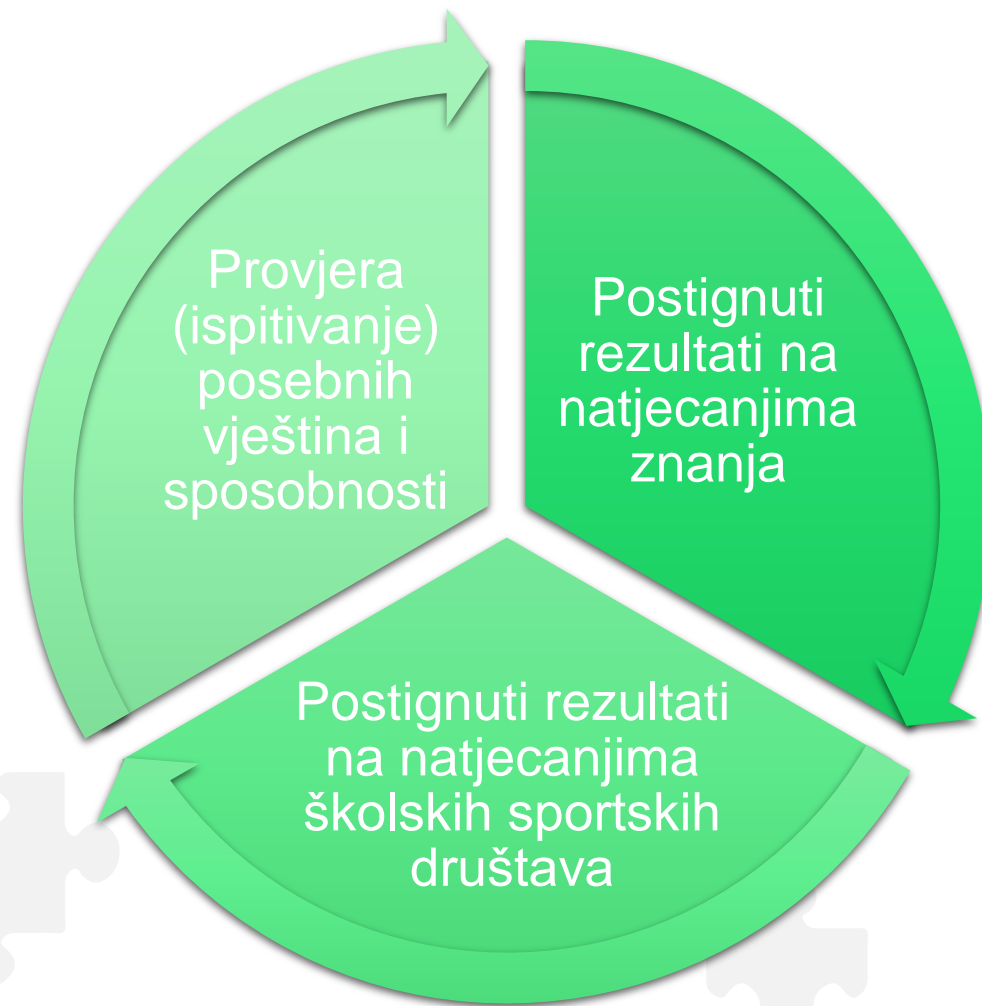 Provjera
(ispitivanje)
posebnih
vještina i
sposobnosti
Postignuti
rezultati na
natjecanjima
znanja
Postignuti rezultati
na natjecanjima
školskih sportskih
društava